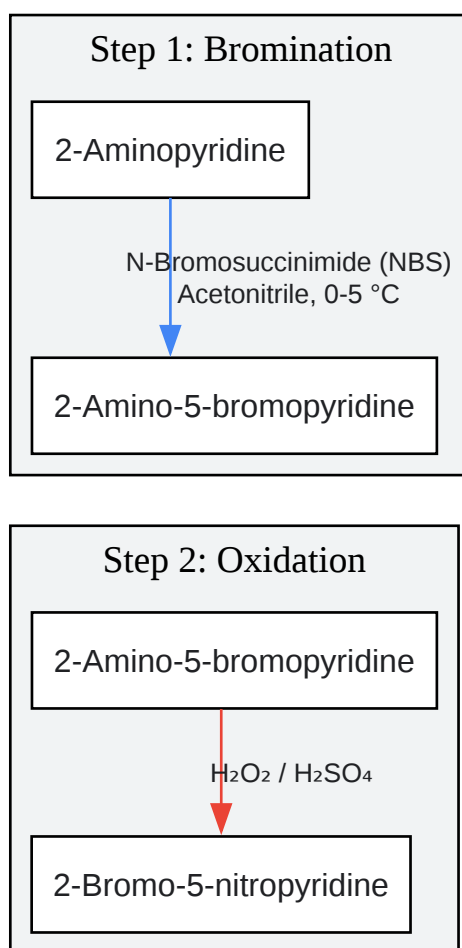 Step 1: Bromination
2-Aminopyridine
N-Bromosuccinimide (NBS)
Acetonitrile, 0-5 °C
2-Amino-5-bromopyridine
Step 2: Oxidation
2-Amino-5-bromopyridine
H₂O₂ / H₂SO₄
2-Bromo-5-nitropyridine